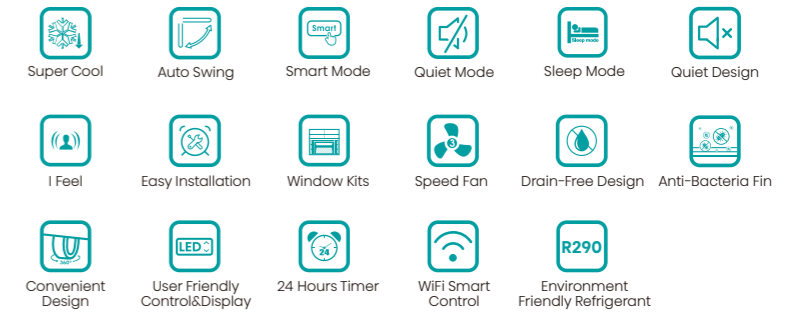 Smart
Sleep mode
Super Cool
Auto Swing
Smart Mode
Quiet Mode
Sleep Mode
Quiet Design
3
I Feel
Easy Installation
Window Kits
Speed Fan
Drain-Free Design
Anti-Bacteria Fin
360°
LED
24
R290
Convenient
Design
User Friendly
Control&Display
24 Hours Timer
WiFi Smart
Control
Environment
Friendly Refrigerant